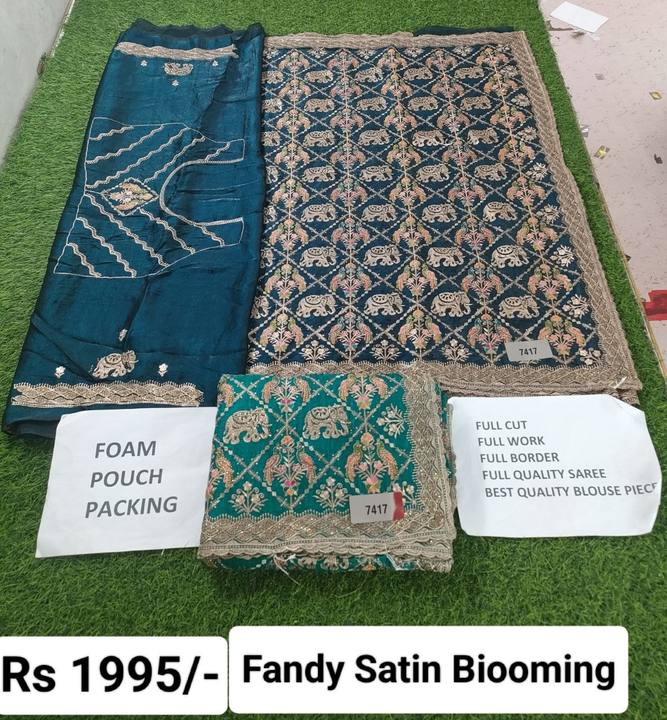 7417
FOAM
POUCH
PACKING
7417
FULL CUT
FULL WORK
FULL BORDER
FULL QUALITY SAREE
BEST QUALITY BLOUSE PIECE
Rs 1995/-
Fandy Satin Biooming